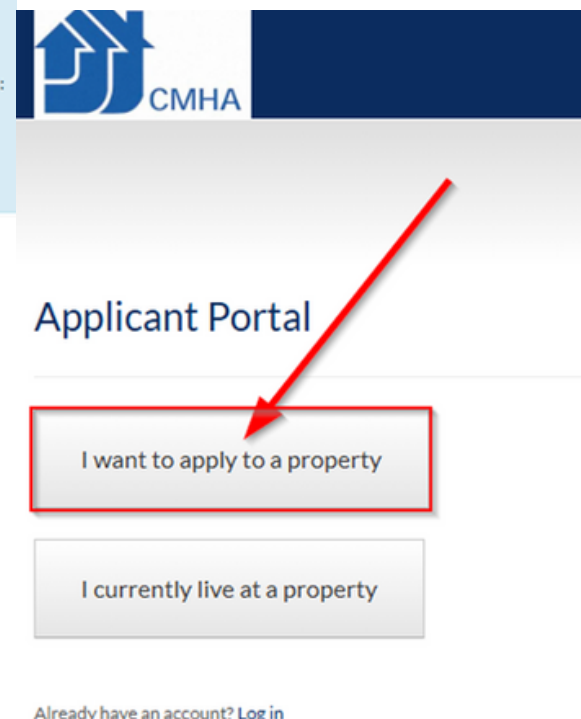 CMHA
Applicant Portal
I want to apply to a property
I currently live at a property
Already have an account? Log in